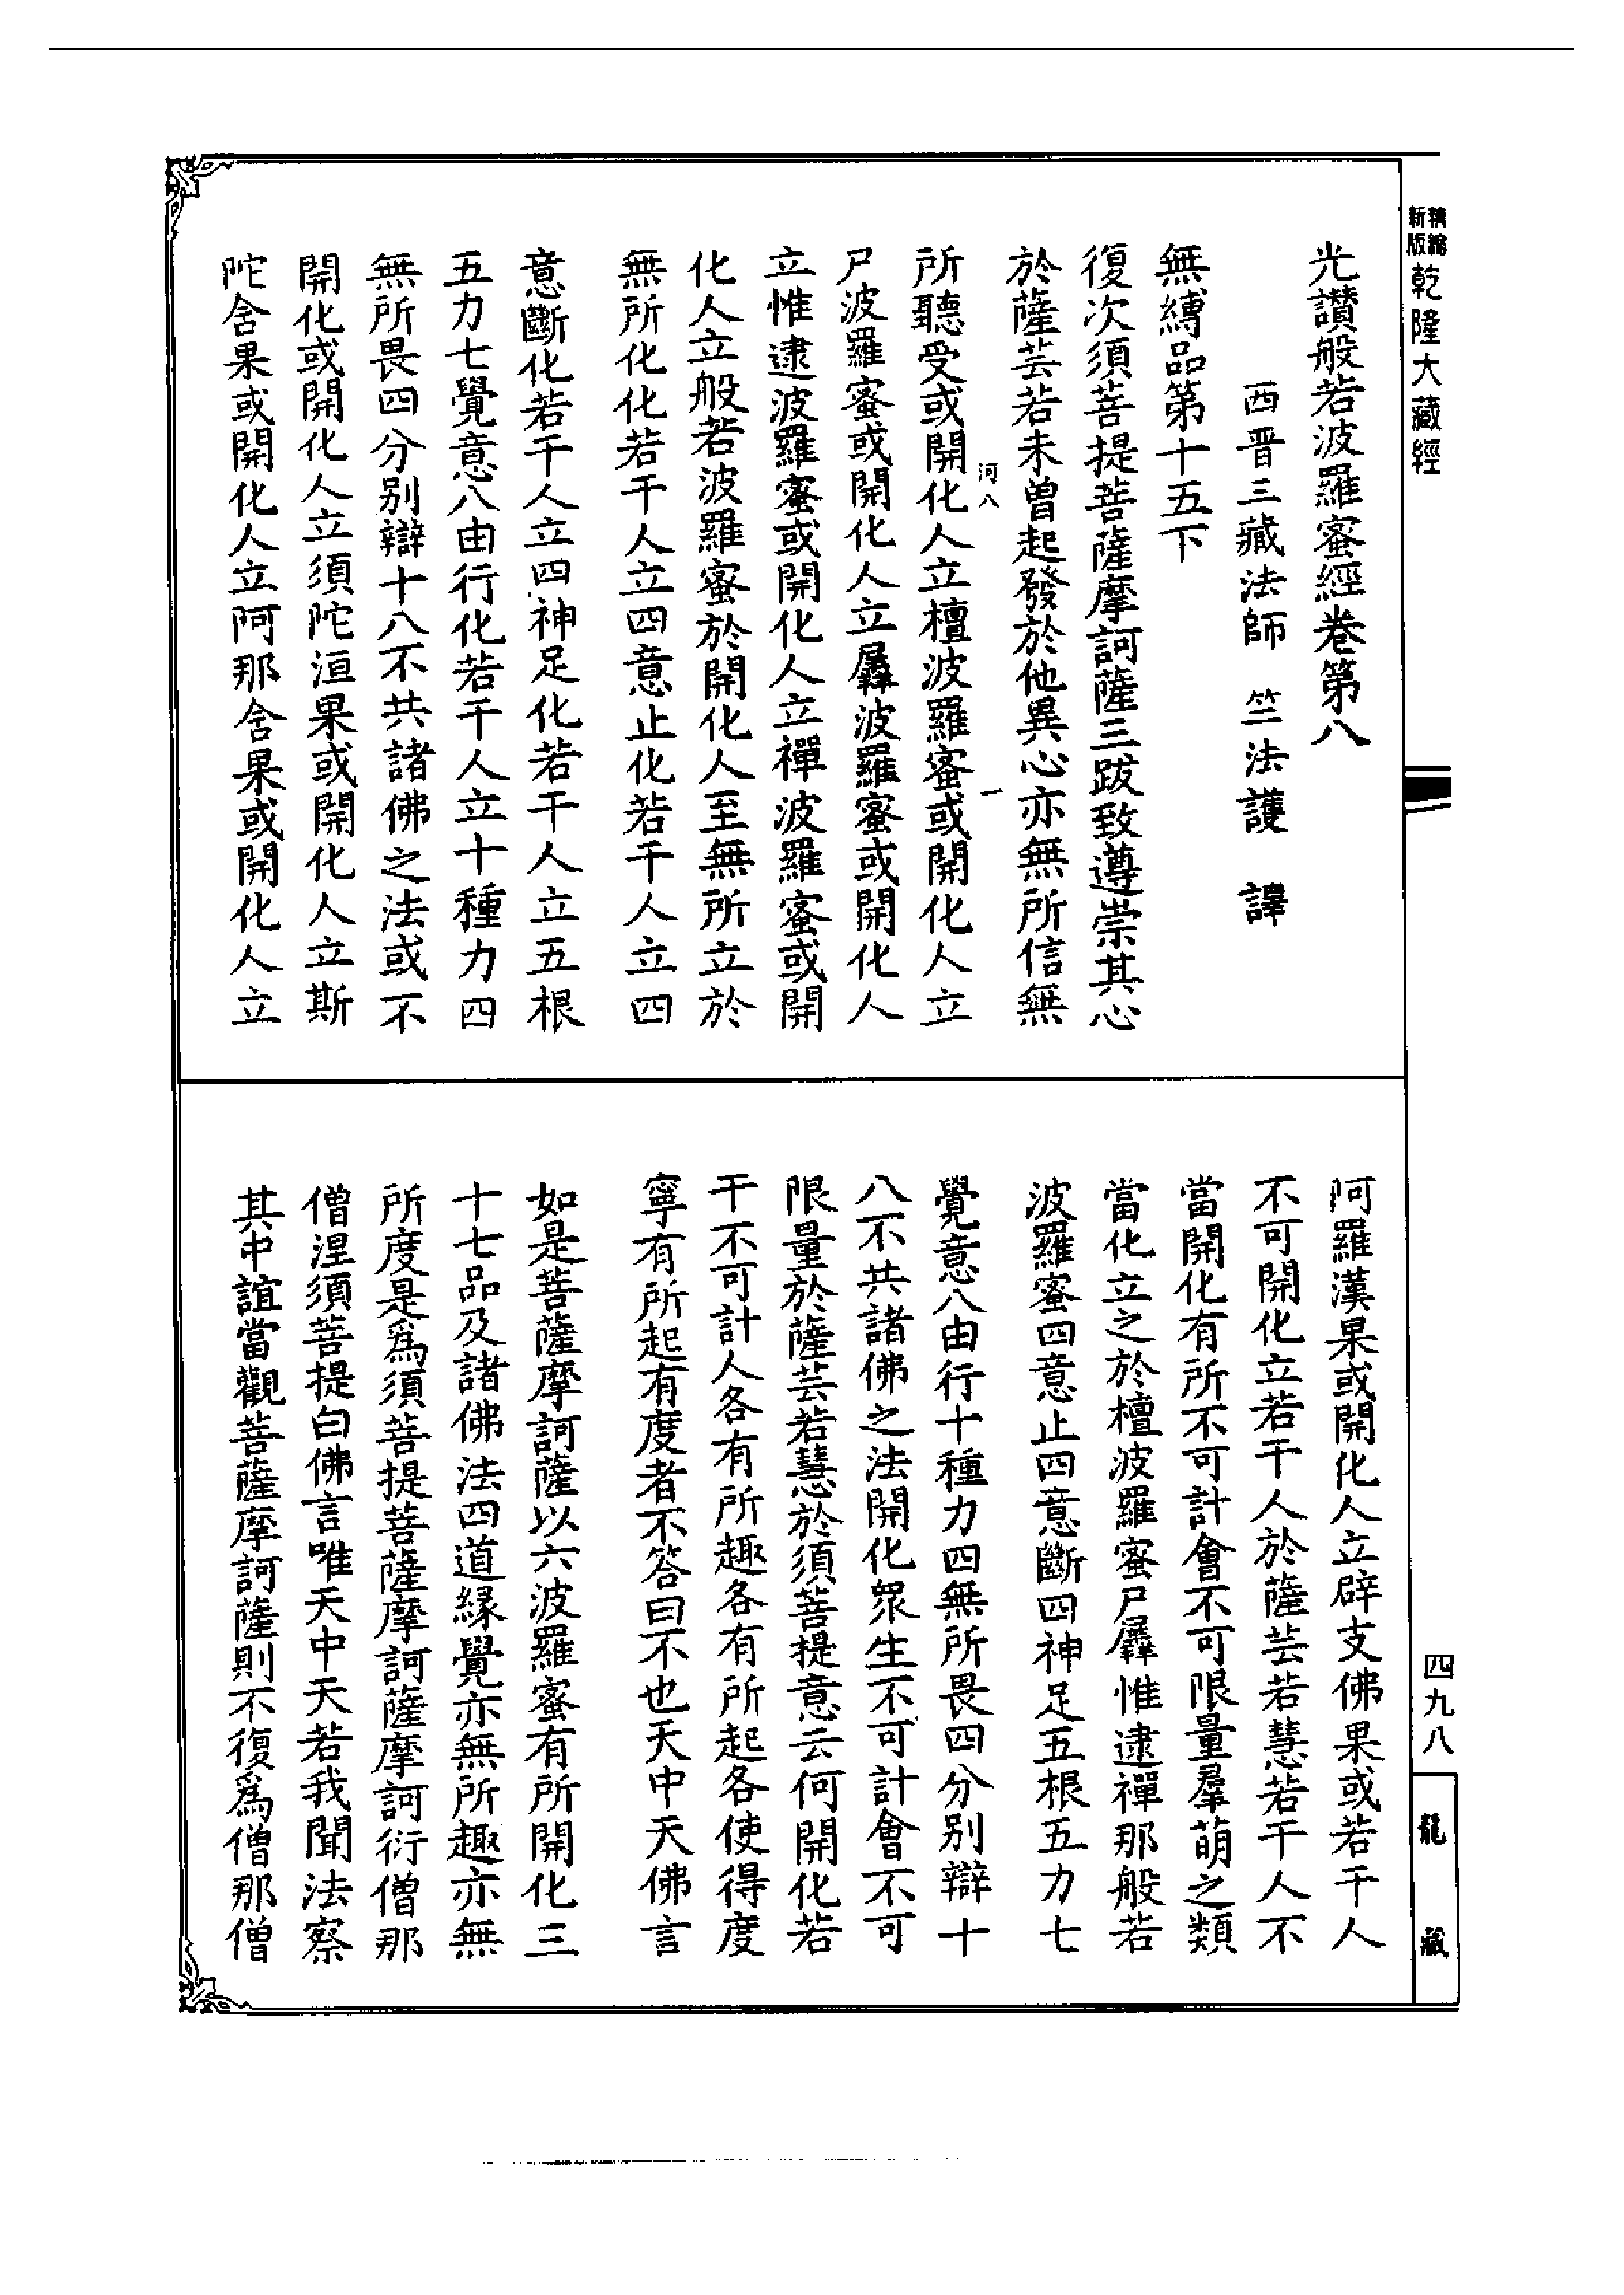 精縮
新版
乾隆大藏經
光讚般若波羅蜜經卷第八
西晋三藏法師 竺法護 譯
無縛品第十五下
復次須菩提菩薩摩訶薩三跋致遵崇其心
於薩芸若未曾起發於他異心亦無所信無
河八 一
所聽受或開化人立檀波羅蜜或開化人立
尸波羅蜜或開化人立羼波羅蜜或開化人
立惟逮波羅蜜或開化人立禪波羅蜜或開
化人立般若波羅蜜於開化人至無所立於
無所化化若干人立四意止化若干人立四
意斷化若干人立四神足化若干人立五根
五力七覺意八由行化若干人立十種力四
無所畏四分別辯十八不共諸佛之法或不
開化或開化人立須陀洹果或開化人立斯
陀含果或開化人立阿那含果或開化人立
阿羅漢果或開化人立辟支佛果或若干人
不可開化立若干人於薩芸若慧若干人不
當開化有所不可計會不可限量羣萌之類
當化立之於檀波羅蜜尸羼惟逮禪那般若
波羅蜜四意止四意斷四神足五根五力七
覺意八由行十種力四無所畏四分別辯十
八不共諸佛之法開化眾生不可計會不可
限量於薩芸若慧於須菩提意云何開化若
干不可計人各有所趣各有所起各使得度
寧有所起有度者不答曰不也天中天佛言
如是菩薩摩訶薩以六波羅蜜有所開化三
十七品及諸佛法四道緣覺亦無所趣亦無
所度是爲須菩提菩薩摩訶薩摩訶衍僧那
僧涅須菩提白佛言唯天中天若我聞法察
其中誼當觀菩薩摩訶薩則不復爲僧那僧
四九八
龍藏